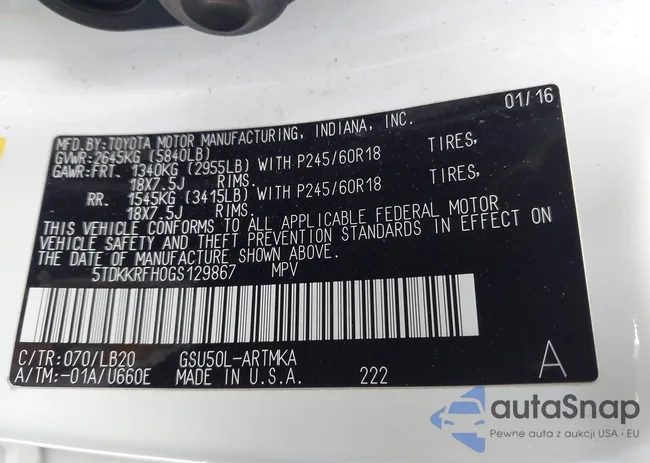 01/16
MFD.BY:TOYOTA MOTOR MANUFACTURING, INDIANA, INC.
GVWR:2645KG (5840LB)
GAWR:FRT. 1340KG (2955LB) WITH P245/60R18 TIRES,
18X7.5J RIMS.
RR. 1545KG (3415LB) WITH P245/60R18 TIRES,
18X7.5J RIMS.
THIS VEHICLE CONFORMS TO ALL APPLICABLE FEDERAL MOTOR
VEHICLE SAFETY AND THEFT PREVENTION STANDARDS IN EFFECT ON
THE DATE OF MANUFACTURE SHOWN ABOVE.
5TDKKRFH0GS129867 MPV
C/TR:070/LB20 GSU50L-ARTMKA
A/TM:-01A/U660E MADE IN U.S.A. 222 A
autaSnap
Pewne auta z aukcji USA i EU